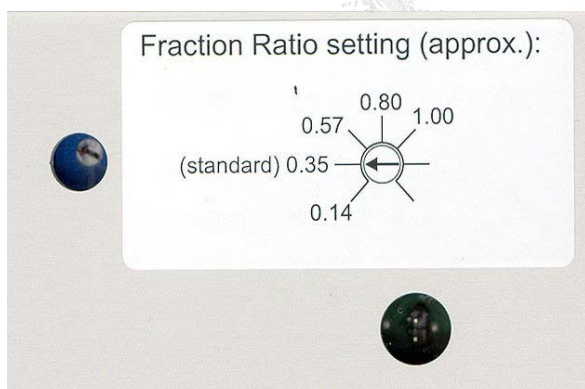 Fraction Ratio setting (approx.):
0.80
0.57 1.00
(standard) 0.35
0.14